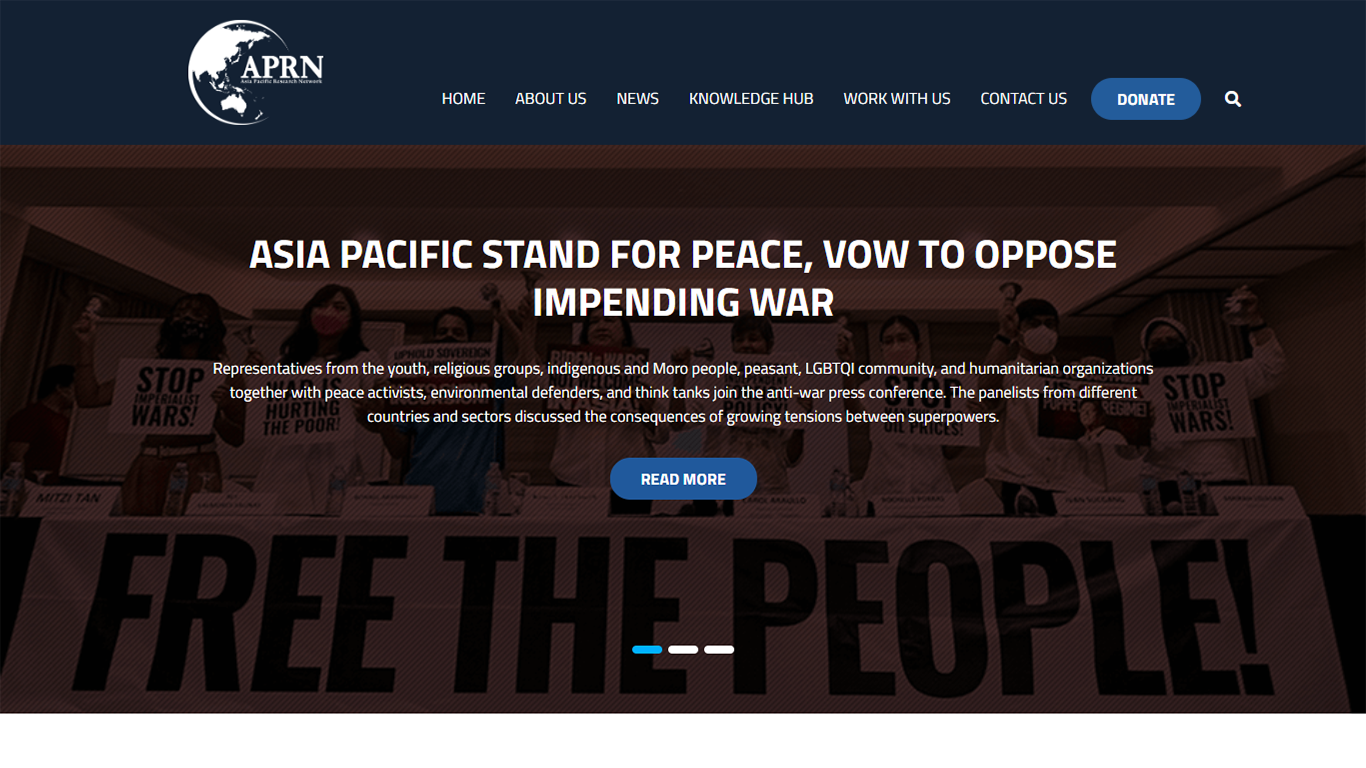 APRN
Asia Pacific Research Network
HOME
ABOUT US
NEWS
KNOWLEDGE HUB
WORK WITH US
CONTACT US
DONATE
ASIA PACIFIC STAND FOR PEACE, VOW TO OPPOSE
IMPENDING WAR
Representatives from the youth, religious groups, indigenous and Moro people, peasant, LGBTQI community, and humanitarian organizations
together with peace activists, environmental defenders, and think tanks join the anti-war press conference. The panelists from different
countries and sectors discussed the consequences of growing tensions between superpowers.
READ MORE
UPHOLD SOVEREIGN
STOP
IMPERIALIST
WARS!
HURTING
THE POOR!
OIL PRICES!
STOP
IMPERIALIST
WARS!
MITZI TAN
FREE THE PEOPLE!